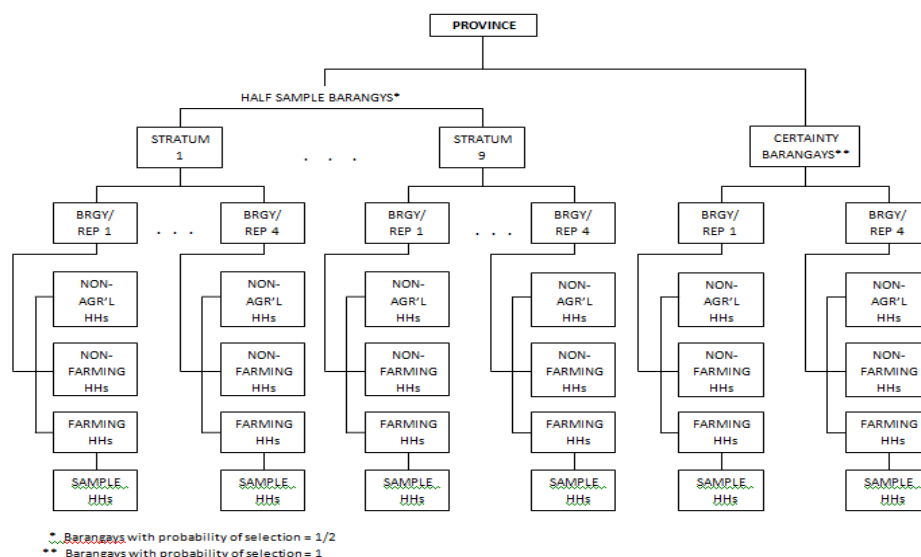 PROVINCE
HALF SAMPLE BARANGYS*
STRATUM
1
. . .
STRATUM
9
CERTAINTY
BARANGAYS**
BRGY/
REP 1
. . .
BRGY/
REP 4
BRGY/
REP 1
. . .
BRGY/
REP 4
BRGY/
REP 1
BRGY/
REP 4
NON-
AGR'L
HHs
NON-
AGR'L
HHs
NON-
AGR'L
HHs
NON-
AGR'L
HHs
NON-
AGR'L
HHs
NON-
AGR'L
HHs
NON-
FARMING
HHs
NON-
FARMING
HHs
NON-
FARMING
HHs
NON-
FARMING
HHs
NON-
FARMING
HHs
NON-
FARMING
HHs
FARMING
HHs
FARMING
HHs
FARMING
HHs
FARMING
HHs
FARMING
HHs
FARMING
HHs
SAMPLE
HHs
SAMPLE
HHs
SAMPLE
HHs
SAMPLE
HHs
SAMPLE
HHs
SAMPLE
HHs
* Barangays with probability of selection = 1/2
** Barangays with probability of selection = 1